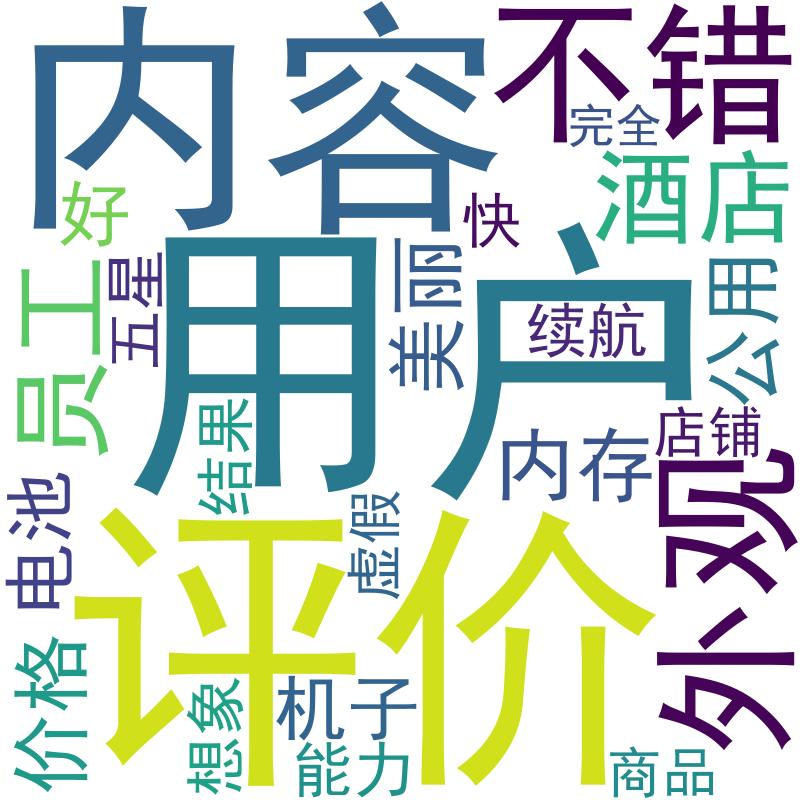 内容
不错
完全
酒店
好
快
用户
五星
美丽
员工
公用
续航
结果
内存
店铺
外观
电池
虚假
评价
价格
想象
机子
能力
商品